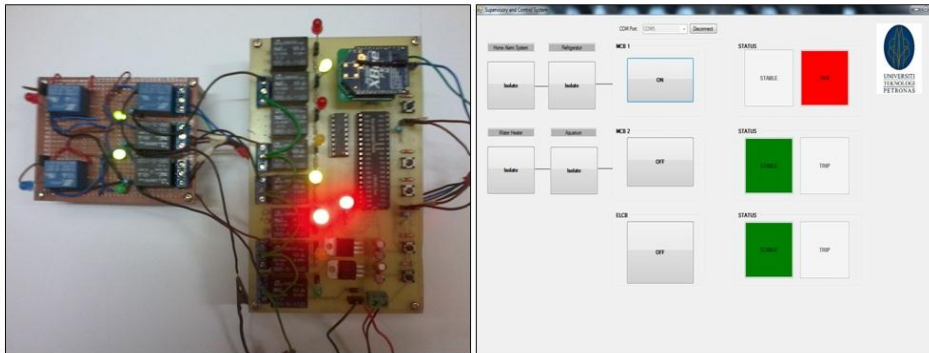 Supervisory and Control System
COM Port: COM5 Disconnect
Home Alarm System Refrigerator MCB 1 STATUS
Isolate Isolate ON STABLE TRIP
UNIVERSITI
TEKNOLOGI
PETRONAS
Water Heater Aquarium MCB 2 STATUS
Isolate Isolate OFF STABLE TRIP
ELCB STATUS
OFF STABLE TRIP